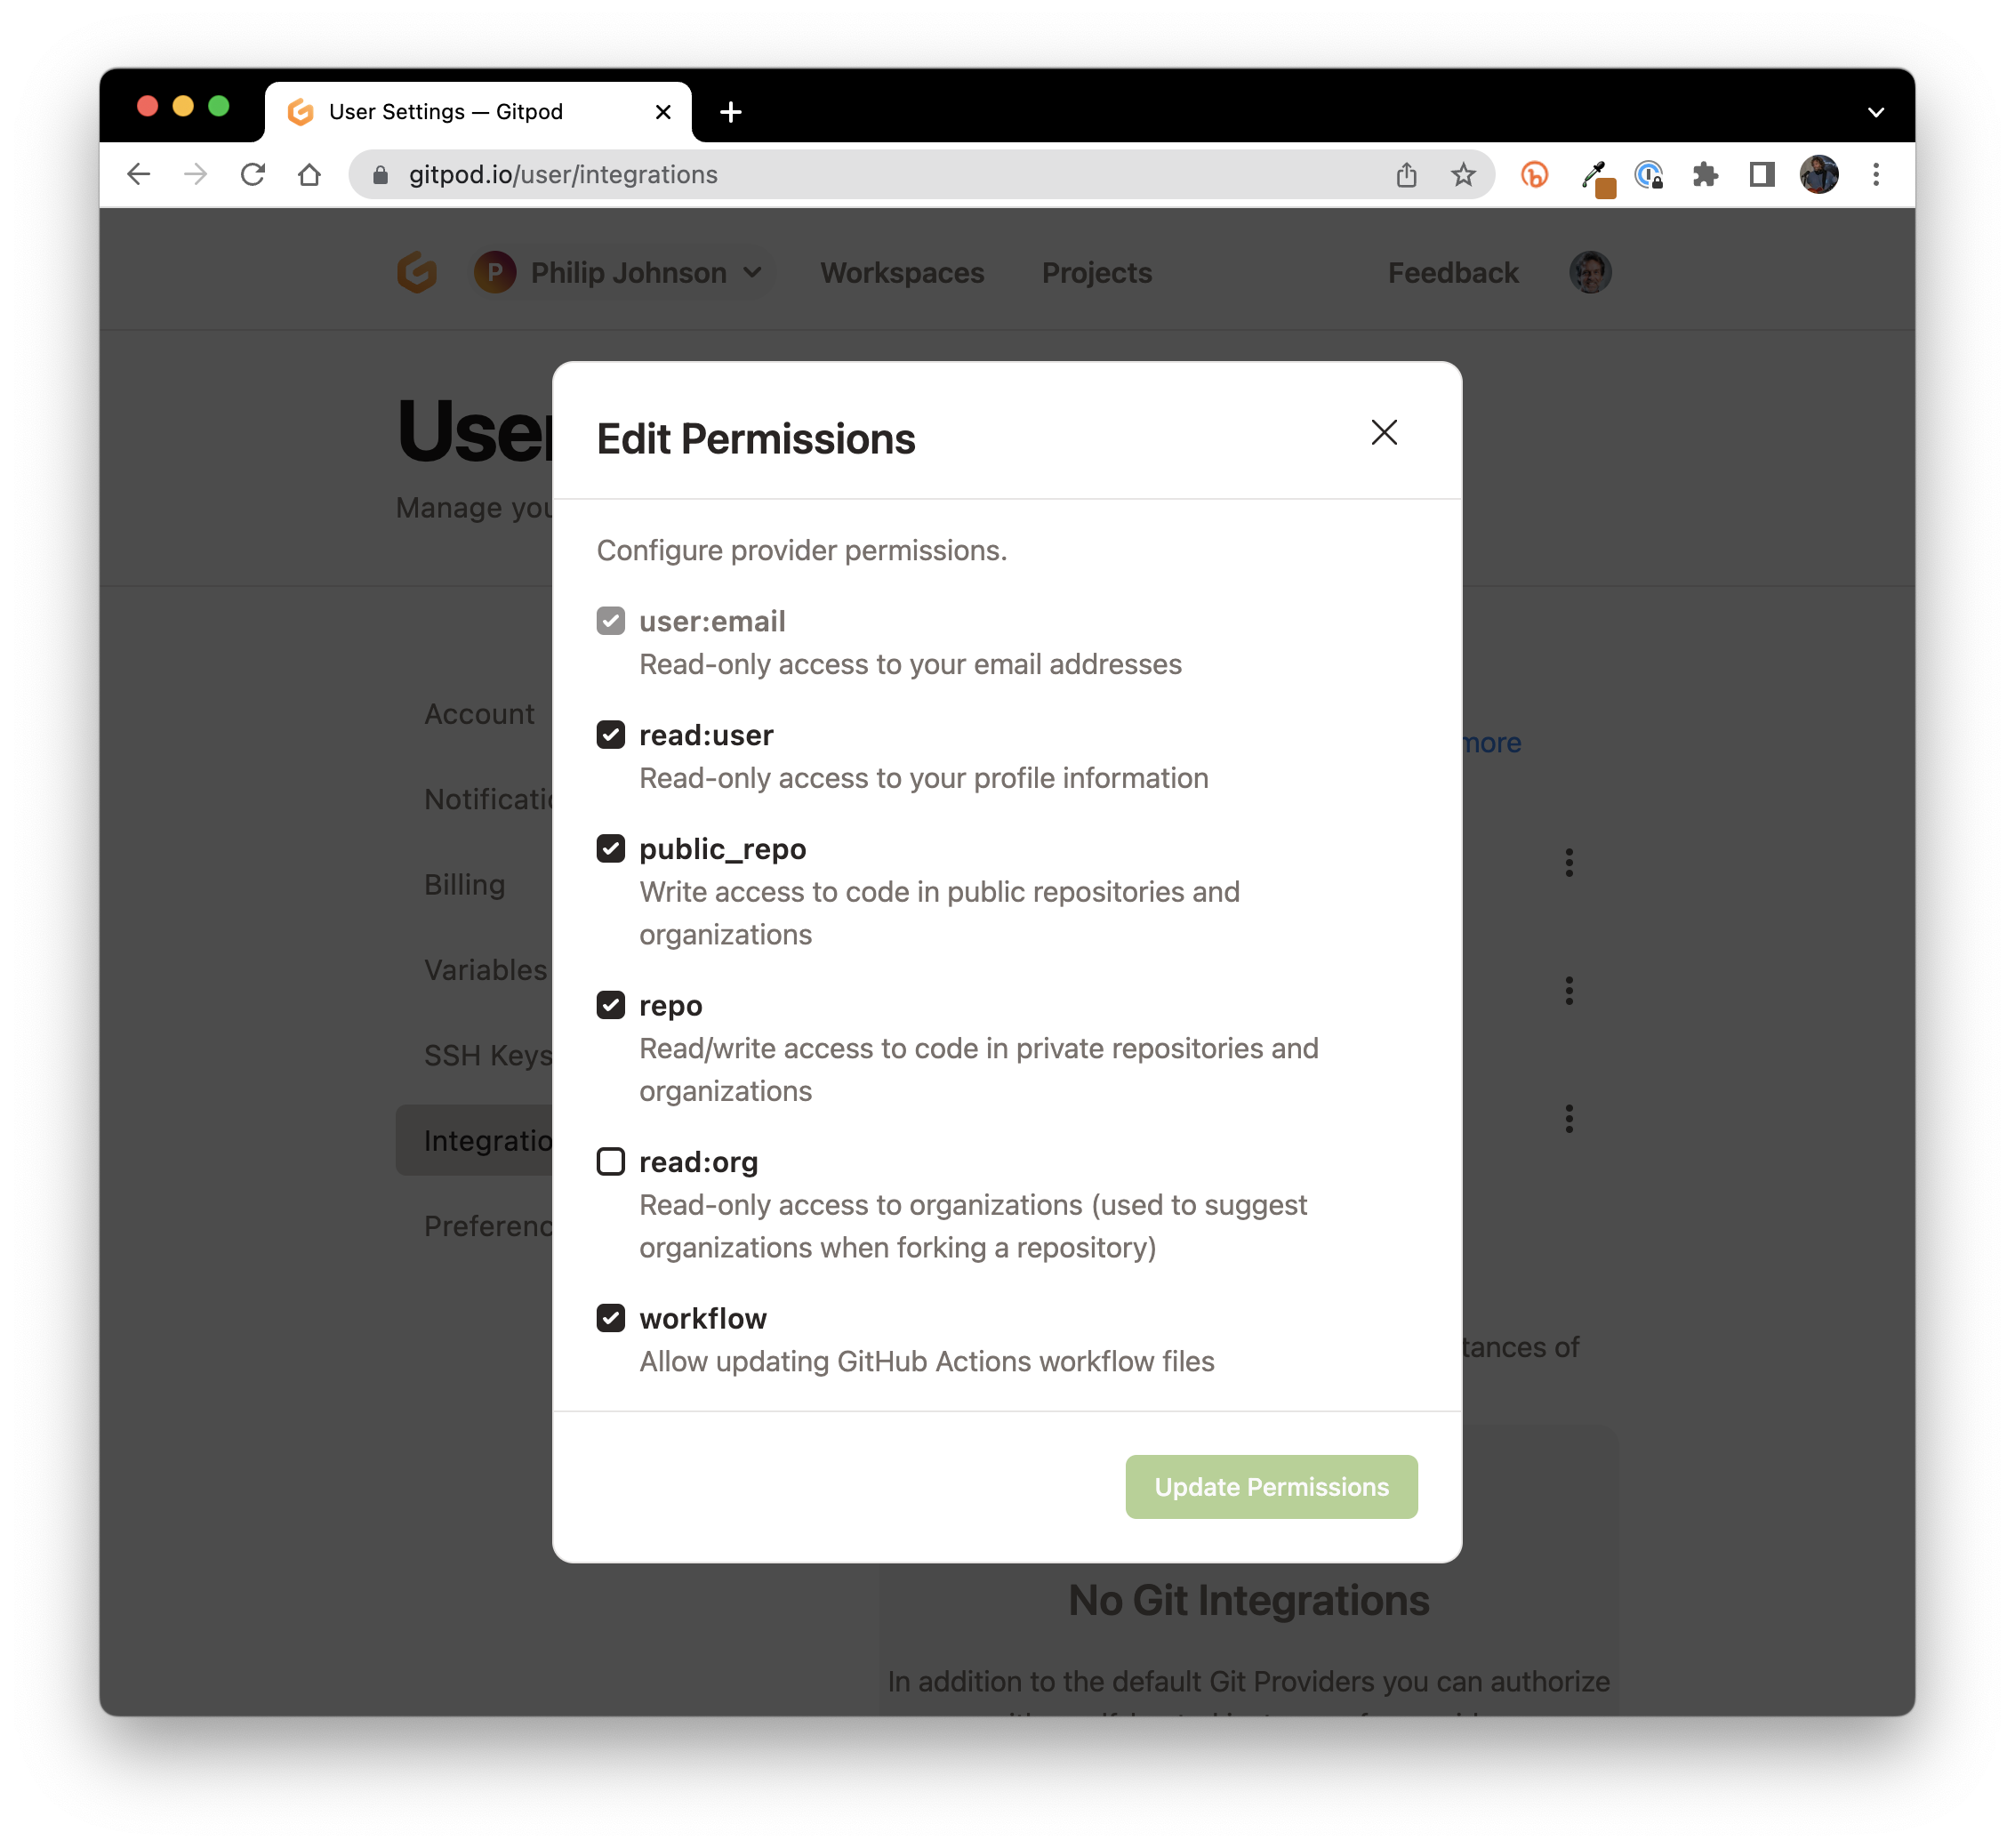 User Settings — Gitpod
gitpod.io/user/integrations
P Philip Johnson Workspaces Projects Feedback
User
Manage you
Edit Permissions
Configure provider permissions.
user:email
Read-only access to your email addresses
read:user
Read-only access to your profile information
public_repo
Write access to code in public repositories and
organizations
repo
Read/write access to code in private repositories and
organizations
read:org
Read-only access to organizations (used to suggest
organizations when forking a repository)
workflow
Allow updating GitHub Actions workflow files
Update Permissions
Account
Notificatio
Billing
Variables
SSH Keys
Integratio
Preferenc
more
tances of
No Git Integrations
In addition to the default Git Providers you can authorize